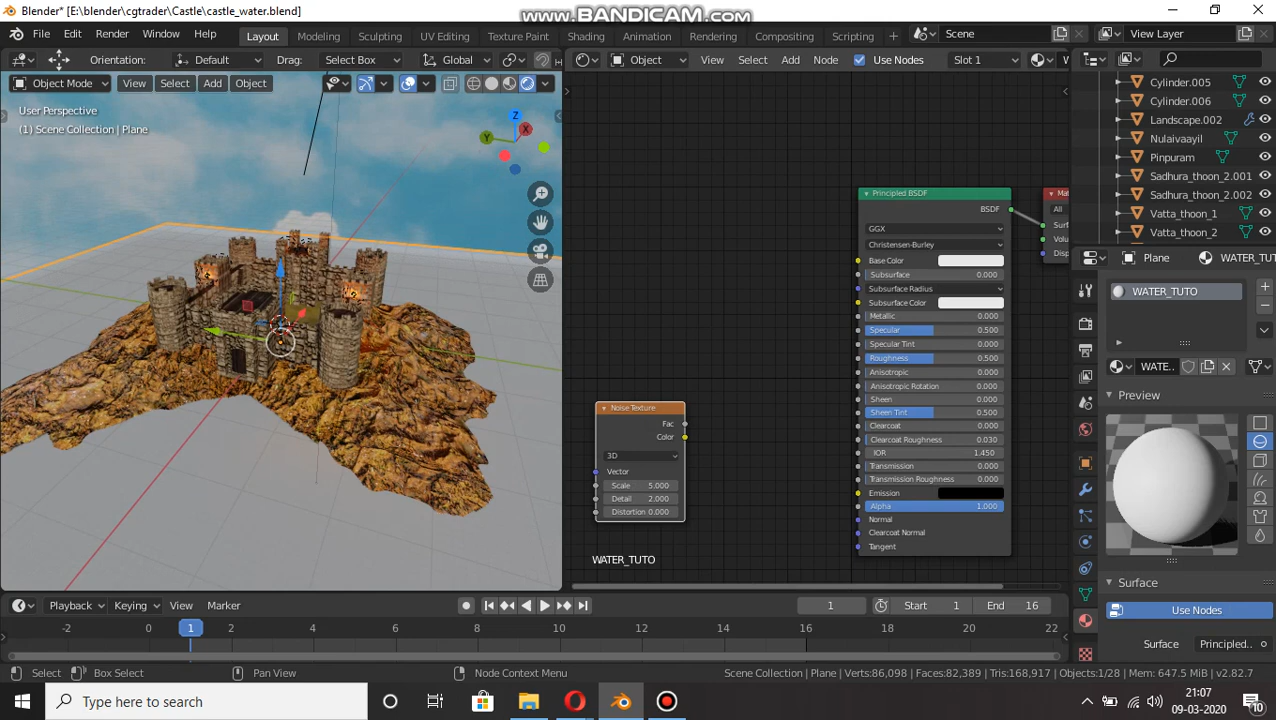 Blender* [E:\blender\cgtrader\Castle\castle_water.blend]
www.BANDICAM.com
File Edit Render Window Help
Layout Modeling Sculpting UV Editing Texture Paint Shading Animation Rendering Compositing Scripting
Scene
View Layer
Orientation: Default Drag: Select Box Global
Object View Select Add Node Use Nodes Slot 1
Object Mode View Select Add Object
User Perspective
(1) Scene Collection | Plane
Z
X
Y
Cylinder.005
Cylinder.006
Landscape.002
Nulaivaayil
Pinpuram
Sadhura_thoon_2.001
Sadhura_thoon_2.002
Vatta_thoon_1
Vatta_thoon_2
Principled BSDF
BSDF
GGX
Christensen-Burley
Base Color
Subsurface 0.000
Subsurface Radius
Subsurface Color
Metallic 0.000
Specular 0.500
Specular Tint 0.000
Roughness 0.500
Anisotropic 0.000
Anisotropic Rotation 0.000
Sheen 0.000
Sheen Tint 0.500
Clearcoat 0.000
Clearcoat Roughness 0.030
IOR 1.450
Transmission 0.000
Transmission Roughness 0.000
Emission
Alpha 1.000
Normal
Clearcoat Normal
Tangent
Mat
All
Surf
Volu
Disp
Noise Texture
Fac
Color
3D
Vector
Scale 5.000
Detail 2.000
Distortion 0.000
WATER_TUTO
Plane WATER_TUT
WATER_TUTO
WATE..
Preview
Surface
Use Nodes
Surface Principled..
Playback Keying View Marker
1 Start 1 End 16
-2 0 1 2 4 6 8 10 12 14 16 18 20 22
Select Box Select Pan View Node Context Menu
Scene Collection | Plane | Verts:86,098 | Faces:82,389 | Tris:168,917 | Objects:1/28 | Mem: 647.5 MiB | v2.82.7
Type here to search
21:07
09-03-2020
10